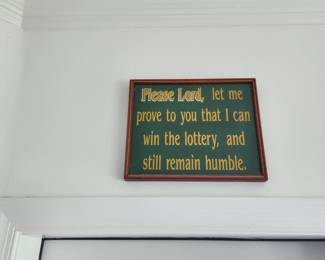 Please Lord, let me
prove to you that I can
win the lottery, and
still remain humble.